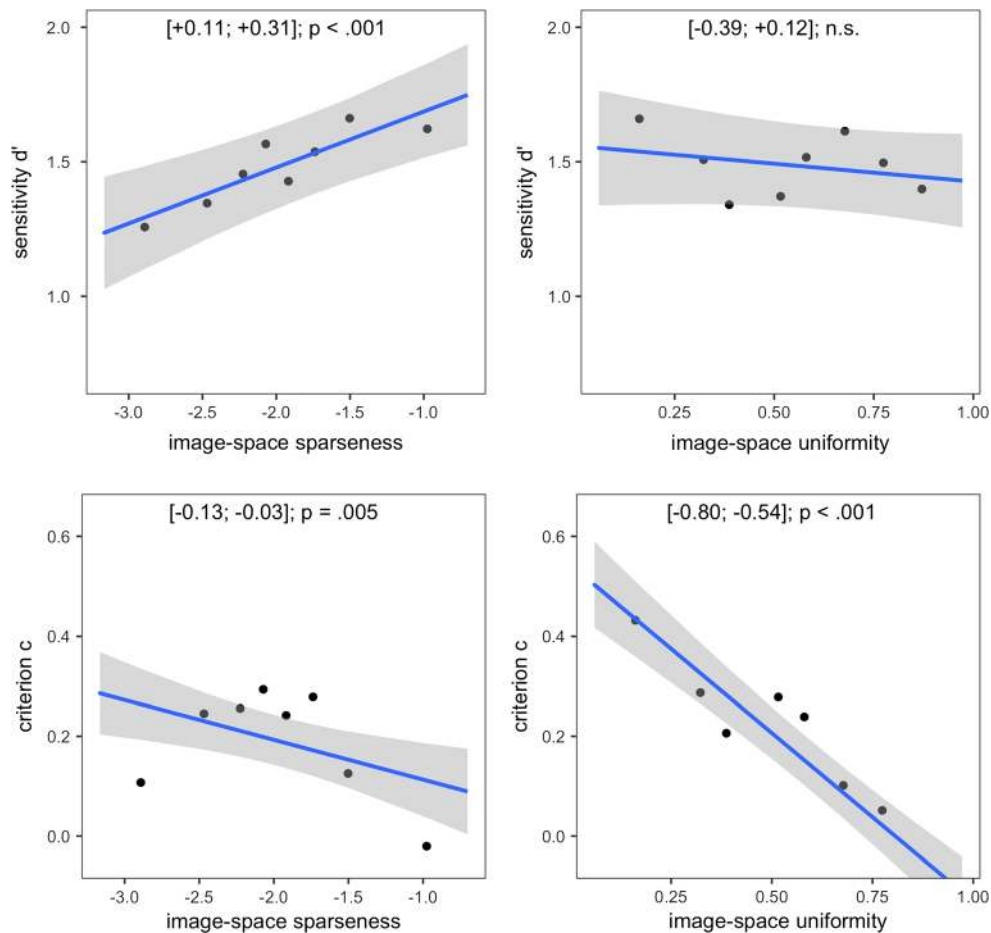 [+0.11; +0.31]; p < .001
2.0
1.5
1.0
sensitivity d'
-3.0 -2.5 -2.0 -1.5 -1.0
image-space sparseness
[-0.39; +0.12]; n.s.
2.0
1.5
1.0
sensitivity d'
0.25 0.50 0.75 1.00
image-space uniformity
[-0.13; -0.03]; p = .005
0.6
0.4
0.2
0.0
criterion c
-3.0 -2.5 -2.0 -1.5 -1.0
image-space sparseness
[-0.80; -0.54]; p < .001
0.6
0.4
0.2
0.0
criterion c
0.25 0.50 0.75 1.00
image-space uniformity